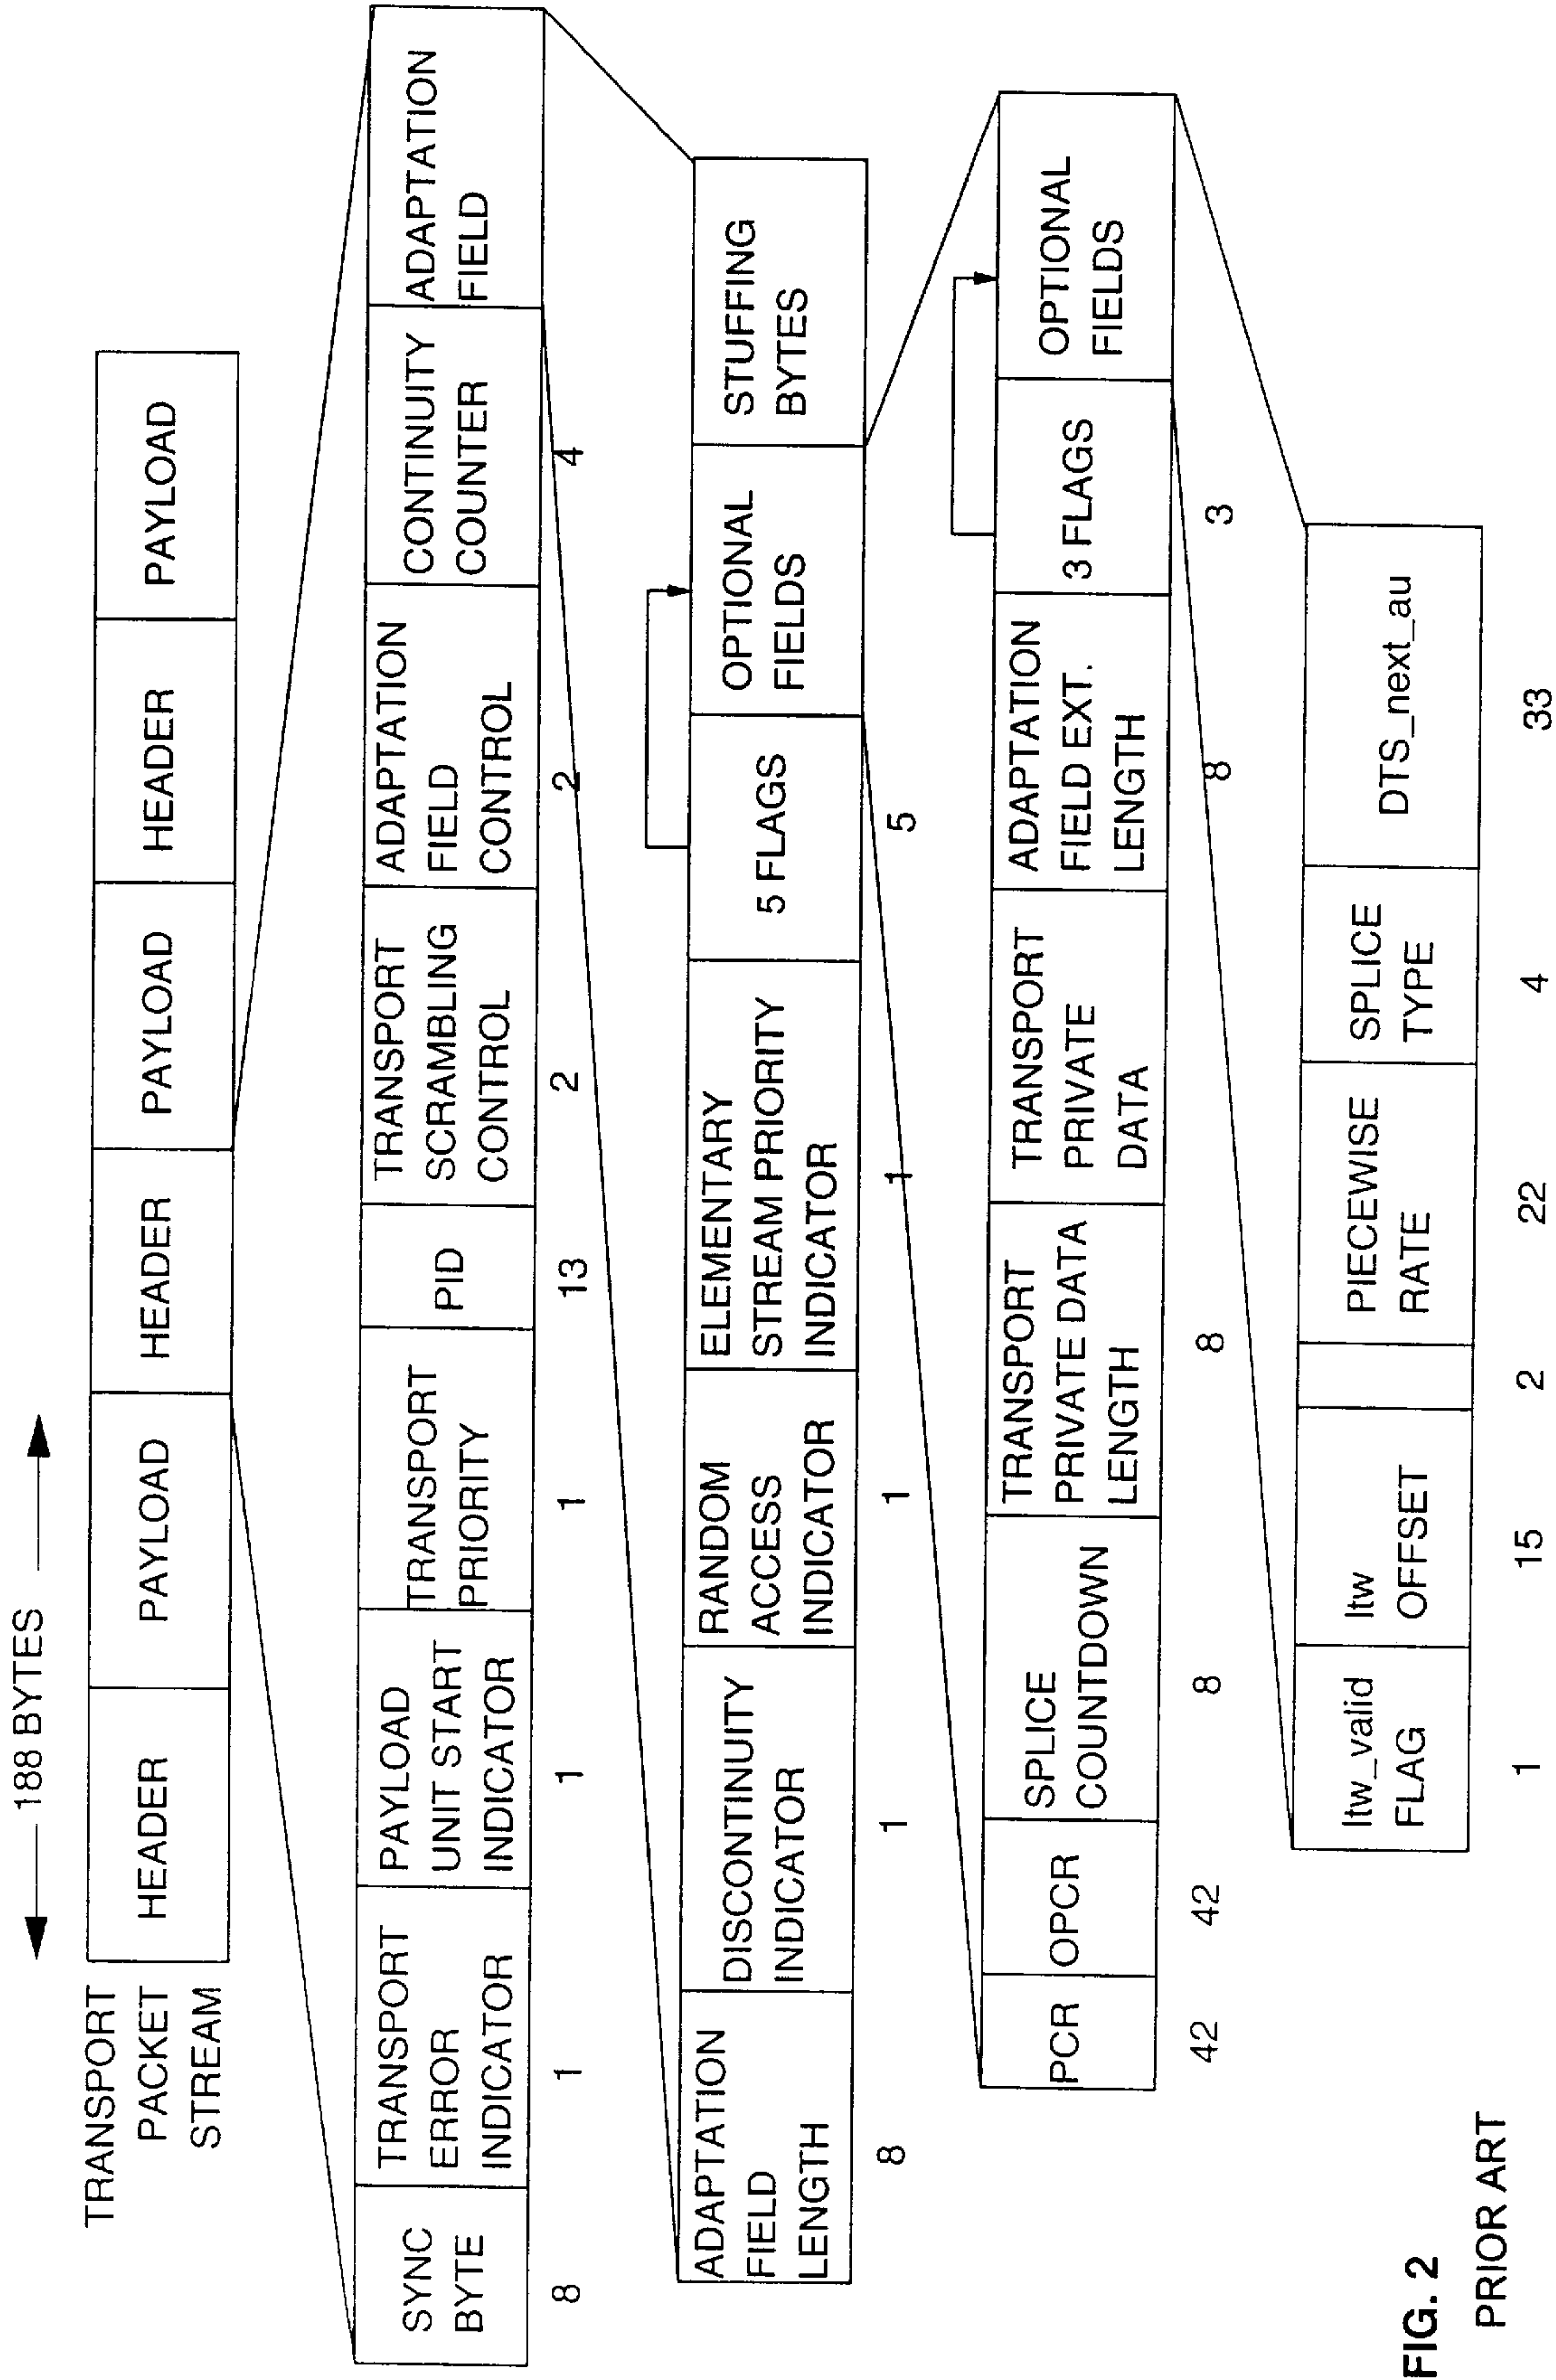 188 BYTES
TRANSPORT
PACKET
STREAM
HEADER
PAYLOAD
HEADER
PAYLOAD
HEADER
PAYLOAD
SYNC
BYTE
TRANSPORT
ERROR
INDICATOR
PAYLOAD
UNIT START
INDICATOR
TRANSPORT
PRIORITY
PID
TRANSPORT
SCRAMBLING
CONTROL
ADAPTATION
FIELD
CONTROL
CONTINUITY
COUNTER
ADAPTATION
FIELD
8
1
1
1
13
2
2
4
ADAPTATION
FIELD
LENGTH
DISCONTINUITY
INDICATOR
RANDOM
ACCESS
INDICATOR
ELEMENTARY
STREAM PRIORITY
INDICATOR
5 FLAGS
OPTIONAL
FIELDS
STUFFING
BYTES
8
1
1
1
5
PCR
OPCR
SPLICE
COUNTDOWN
TRANSPORT
PRIVATE DATA
LENGTH
TRANSPORT
PRIVATE
DATA
ADAPTATION
FIELD EXT.
LENGTH
3 FLAGS
OPTIONAL
FIELDS
42
42
8
8
8
3
ltw_valid
FLAG
ltw
OFFSET
PIECEWISE
RATE
SPLICE
TYPE
DTS_next_au
1
15
2
22
4
33
FIG. 2
PRIOR ART